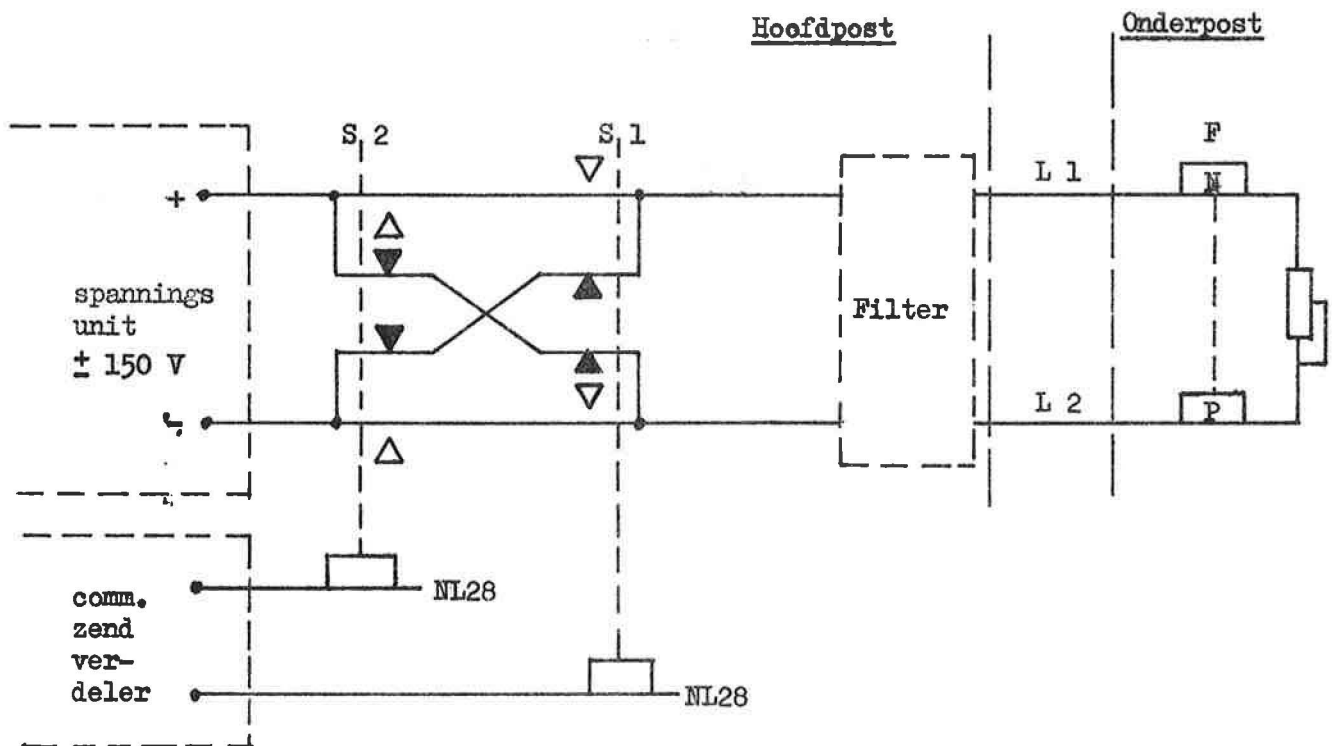 Hoofdpost
Onderpost
S 2
S 1
F
+
L 1
N
spannings
unit
± 150 V
Filter
-
L 2
P
NL28
comm.
zend
ver-
deler
NL28